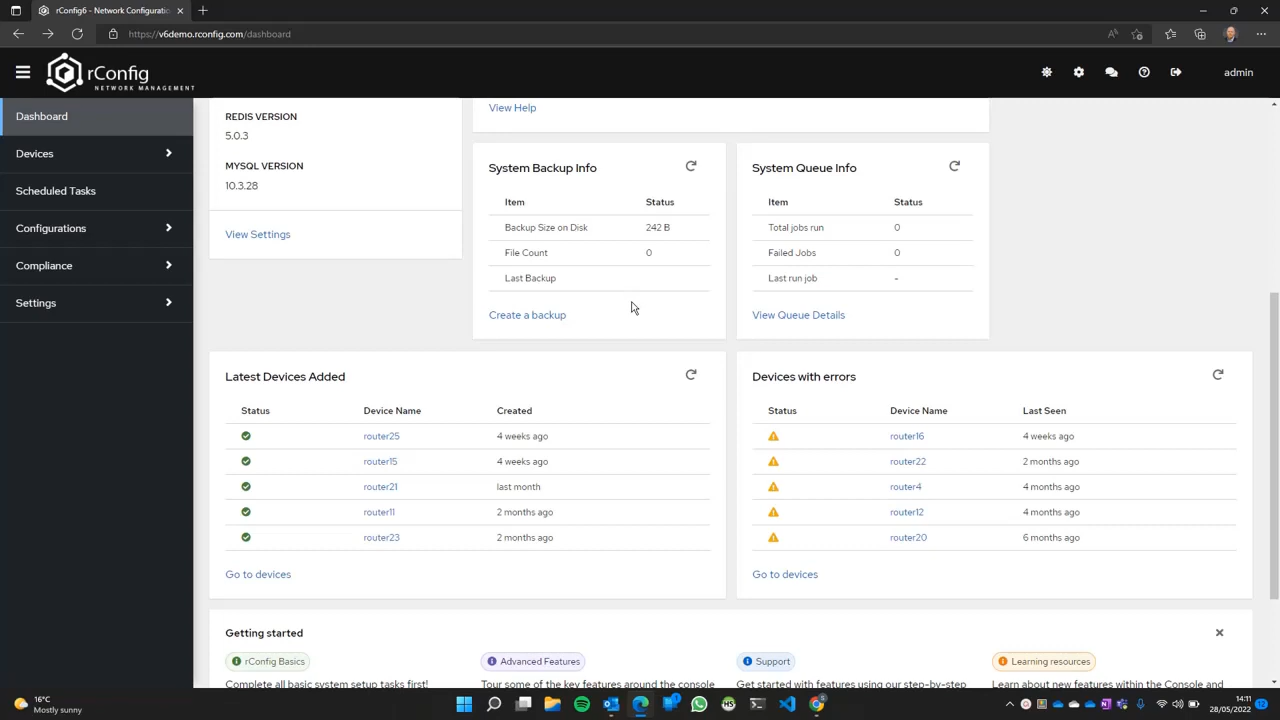 rConfig6 - Network Configuratio
https://v6demo.rconfig.com/dashboard
rConfig
NETWORK MANAGEMENT
admin
Dashboard
Devices
Scheduled Tasks
Configurations
Compliance
Settings
REDIS VERSION
5.0.3
MYSQL VERSION
10.3.28
View Settings
View Help
System Backup Info
Item Status
Backup Size on Disk 242 B
File Count 0
Last Backup
Create a backup
System Queue Info
Item Status
Total jobs run 0
Failed Jobs 0
Last run job -
View Queue Details
Latest Devices Added
Status Device Name Created
router25 4 weeks ago
router15 4 weeks ago
router21 last month
router11 2 months ago
router23 2 months ago
Go to devices
Devices with errors
Status Device Name Last Seen
router16 4 weeks ago
router22 2 months ago
router4 4 months ago
router12 4 months ago
router20 6 months ago
Go to devices
Getting started
rConfig Basics
Complete all basic system setup tasks first!
Advanced Features
Tour some of the key features around the console
Support
Get started with features using our step-by-step
Learning resources
Learn about new features within the Console and
16°C
Mostly sunny
14:11
28/05/2022